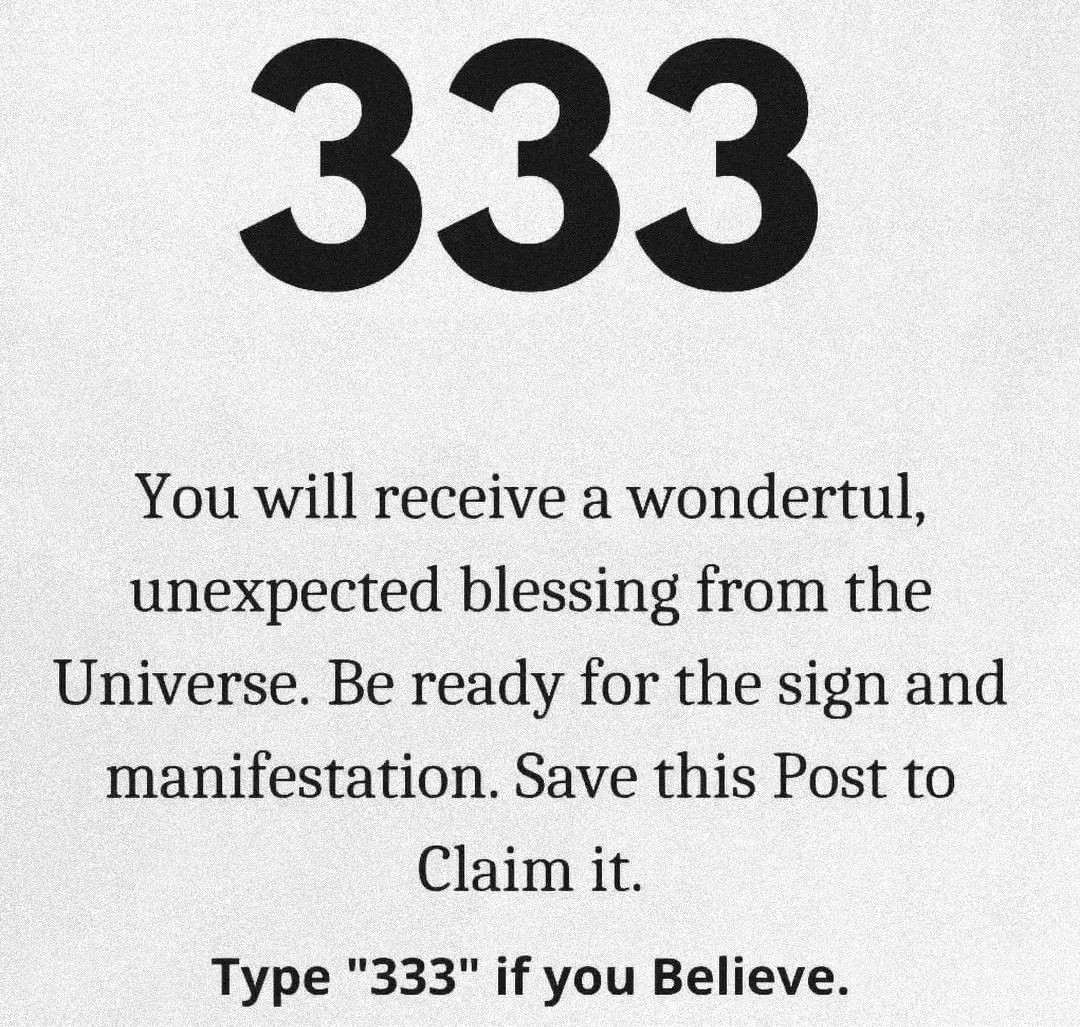 333
You will receive a wondertul,
unexpected blessing from the
Universe. Be ready for the sign and
manifestation. Save this Post to
Claim it.
Type "333" if you Believe.